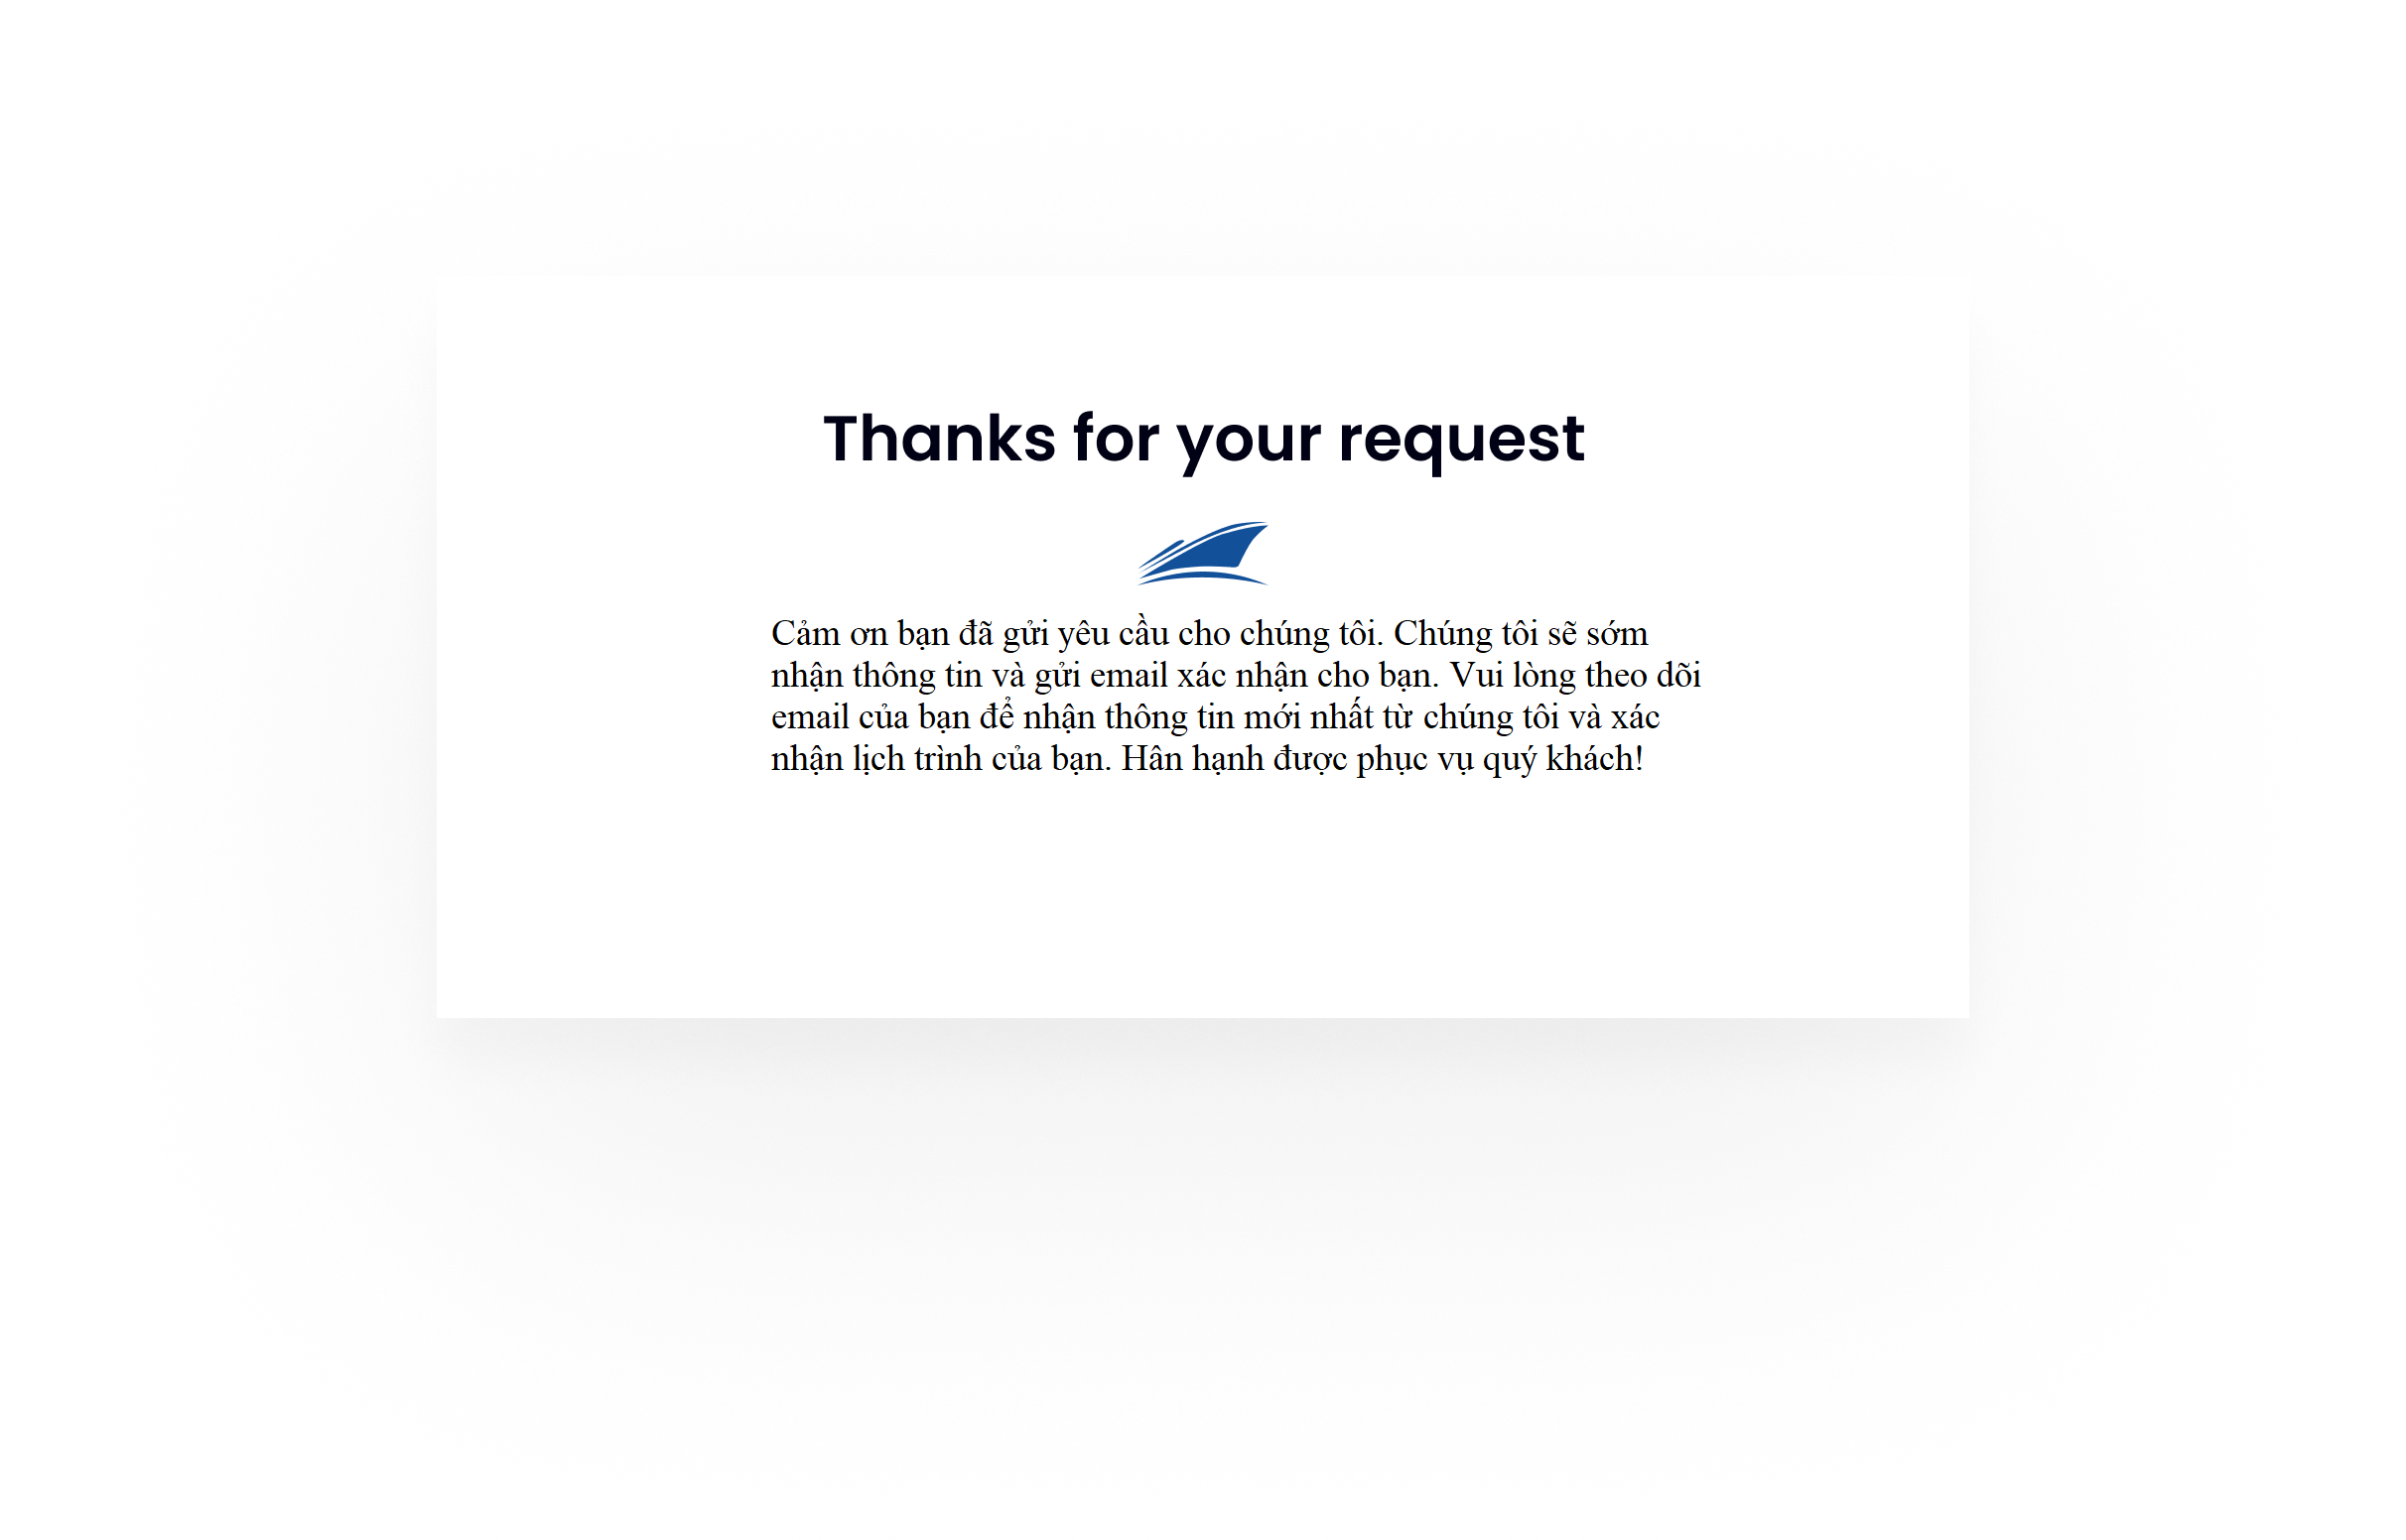 Thanks for your request
Cảm ơn bạn đã gửi yêu cầu cho chúng tôi. Chúng tôi sẽ sớm
nhận thông tin và gửi email xác nhận cho bạn. Vui lòng theo dõi
email của bạn để nhận thông tin mới nhất từ chúng tôi và xác
nhận lịch trình của bạn. Hân hạnh được phục vụ quý khách!